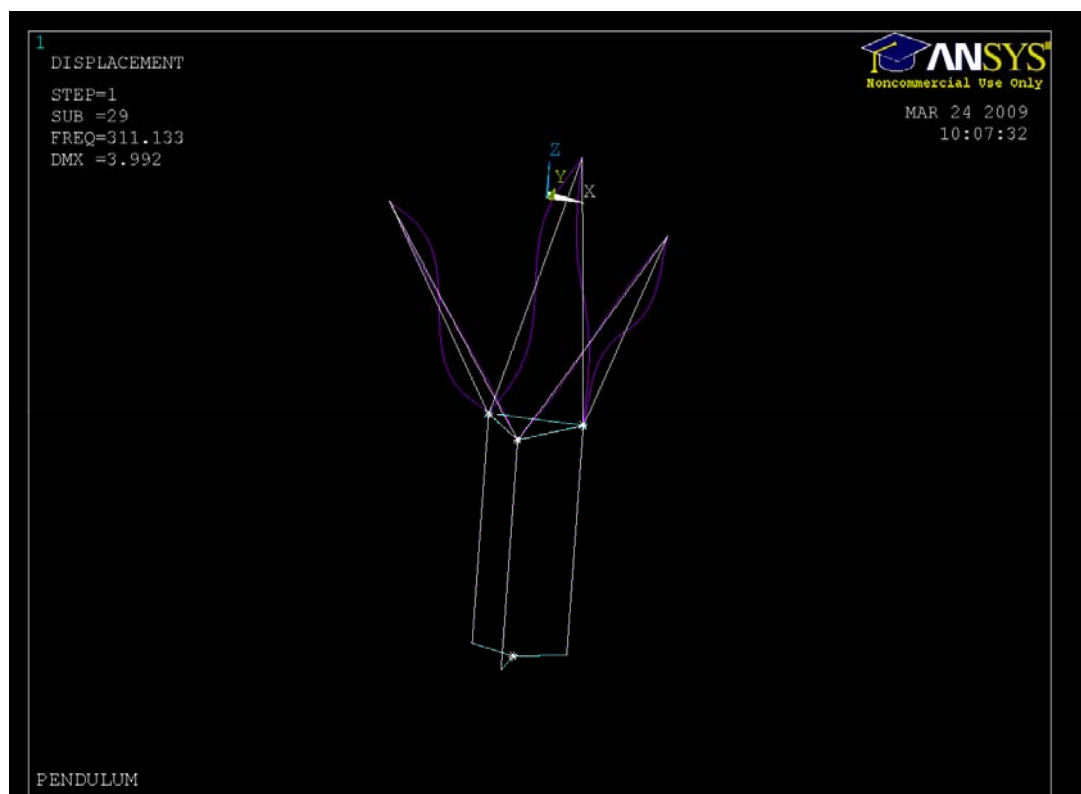 1
DISPLACEMENT
STEP=1
SUB =29
FREQ=311.133
DMX =3.992
ANSYS
Noncommercial Use Only
MAR 24 2009
10:07:32
Z
Y
X
PENDULUM